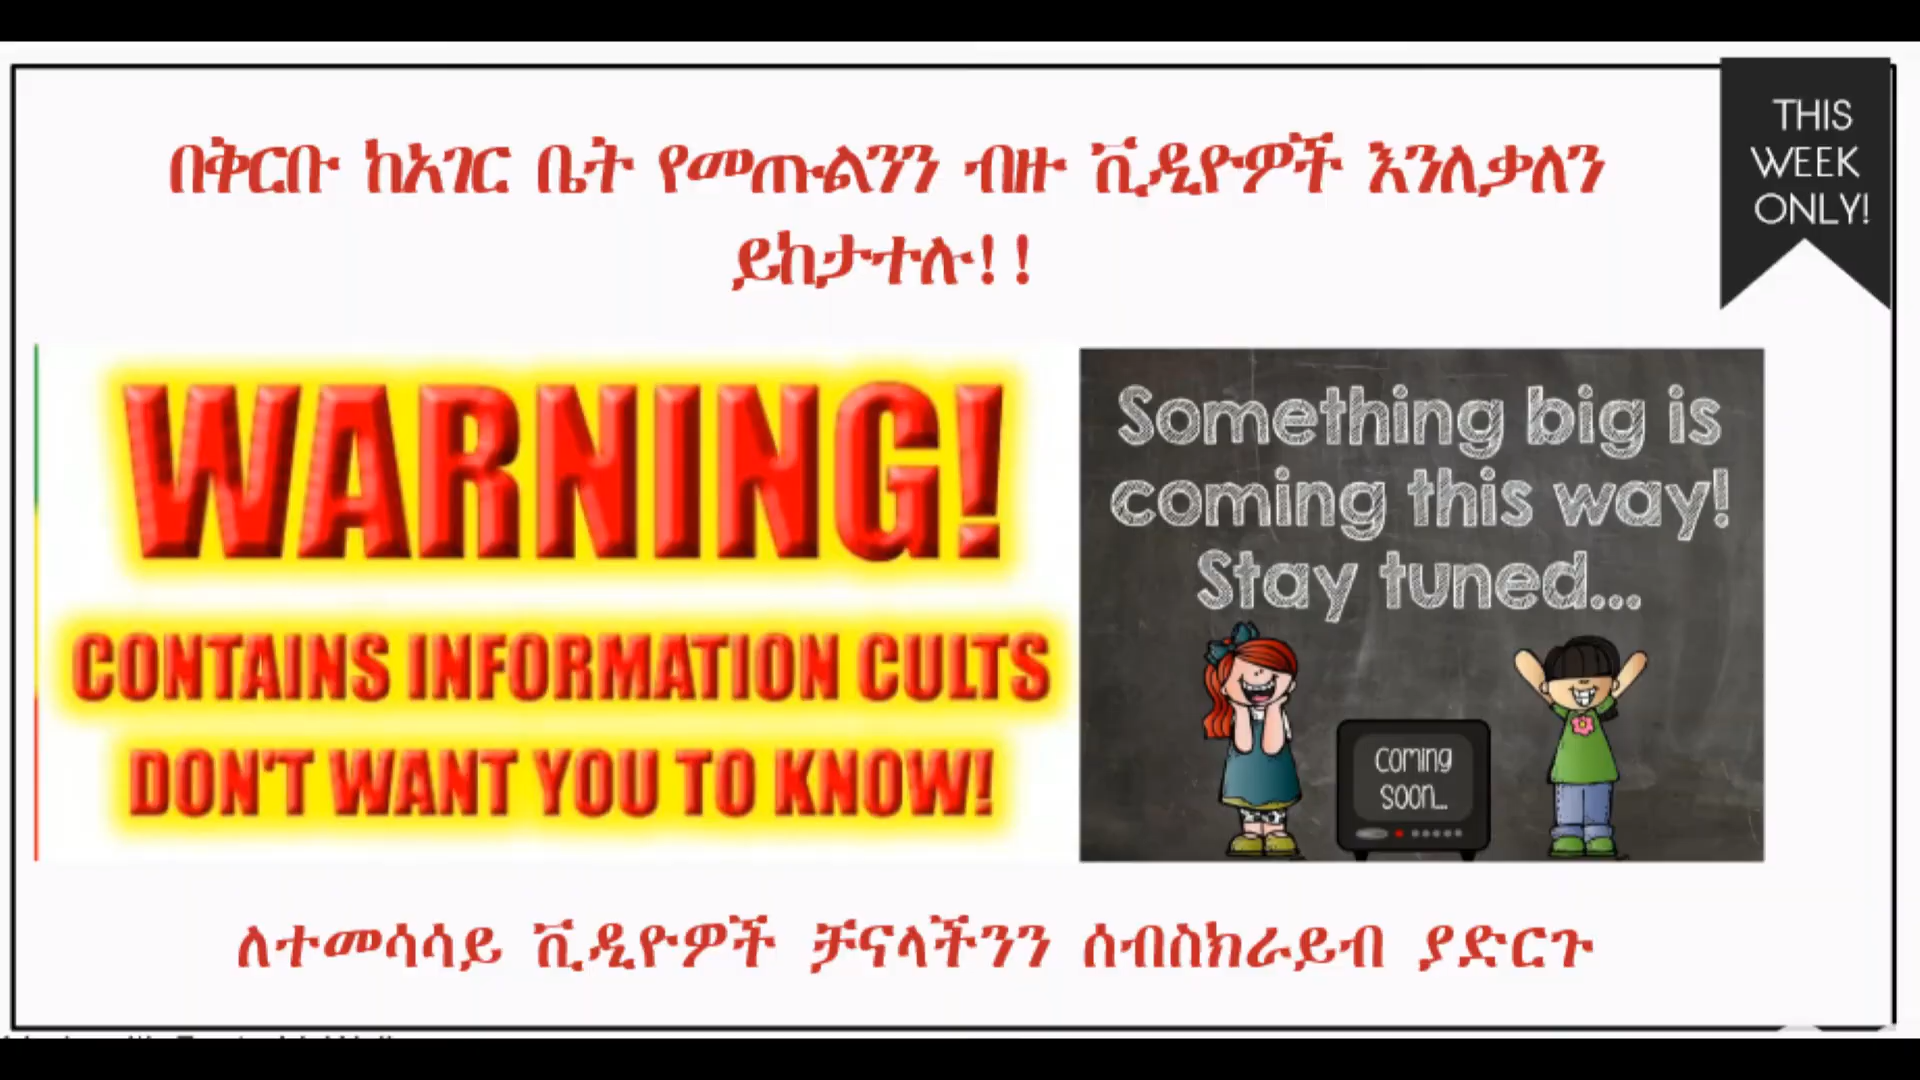 በቅርቡ ከአገር ቤት የመጡልንን ብዙ ቪዲዮዎች እንለቃለን
ይከታተሉ!!
THIS
WEEK
ONLY!
WARNING!
CONTAINS INFORMATION CULTS
DON'T WANT YOU TO KNOW!
Something big is
coming this way!
Stay tuned...
Coming
soon...
ለተመሳሳይ ቪዲዮዎች ቻናላችንን ሰብስክራይብ ያድርጉ